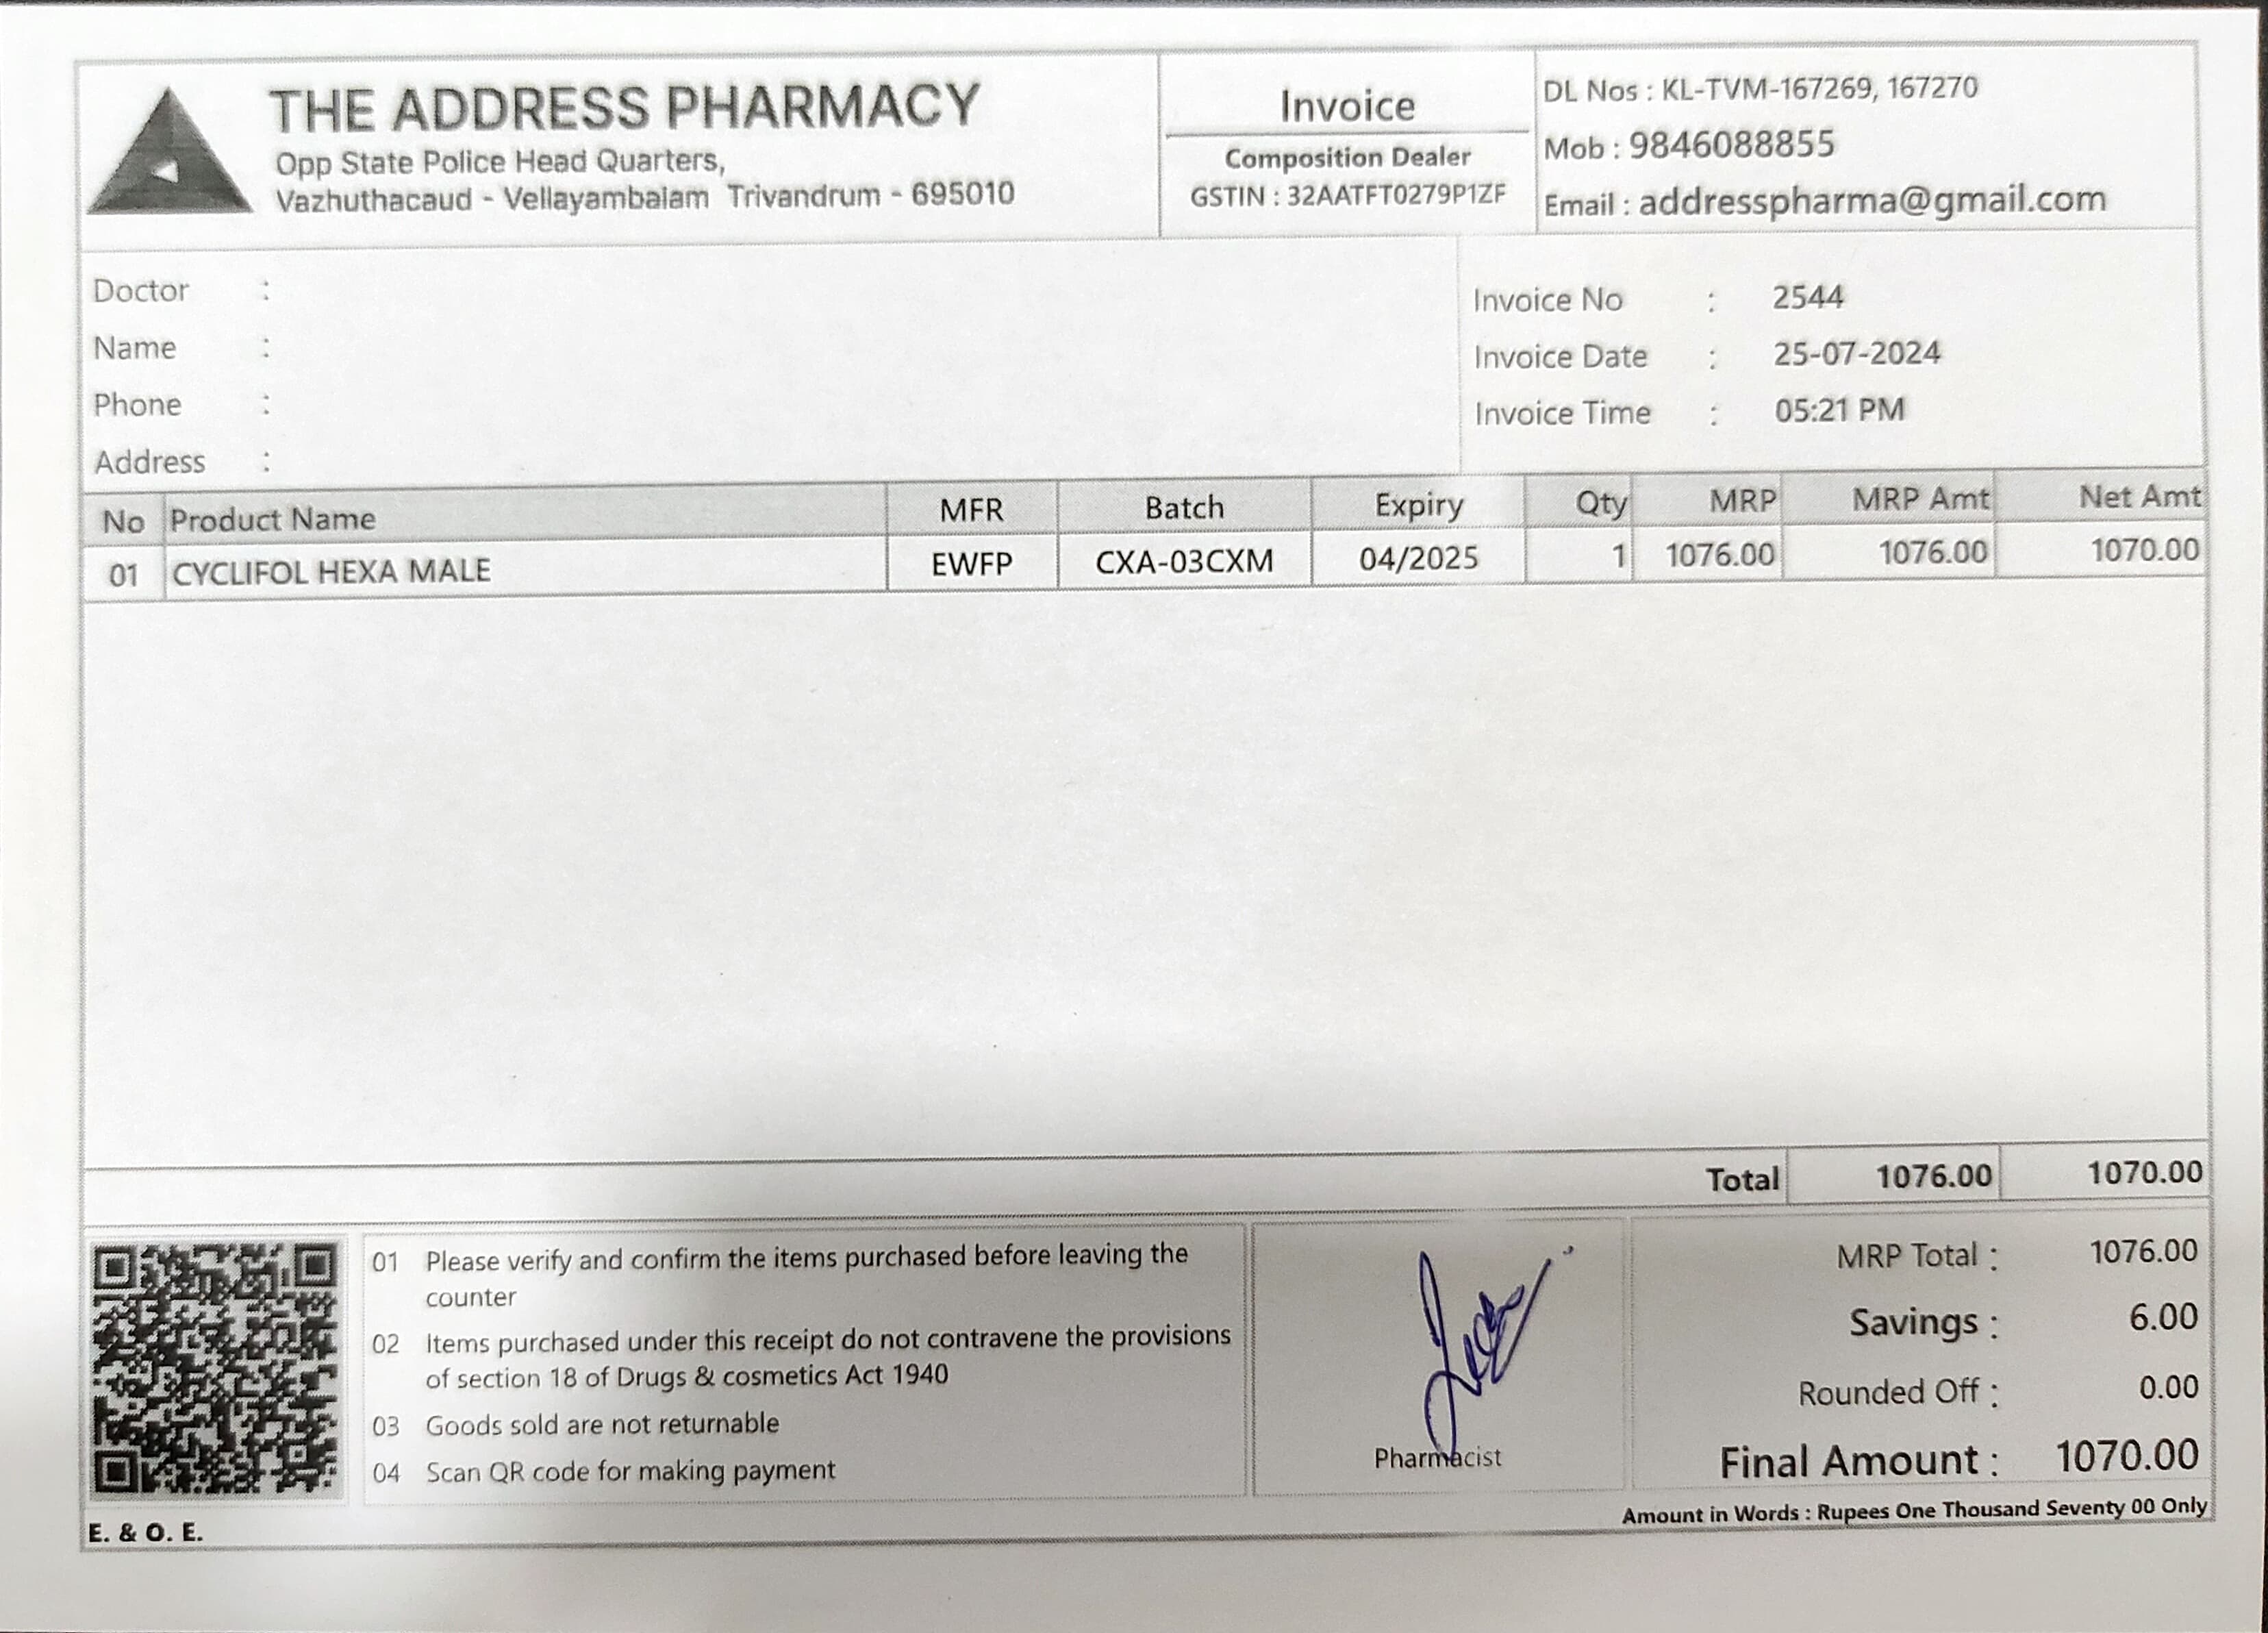 THE ADDRESS PHARMACY
Opp State Police Head Quarters,
Vazhuthacaud - Vellayambalam Trivandrum - 695010
Invoice
Composition Dealer
GSTIN : 32AATFT0279P1ZF
DL Nos : KL-TVM-167269, 167270
Mob : 9846088855
Email : addresspharma@gmail.com
Doctor :
Name :
Phone :
Address :
Invoice No : 2544
Invoice Date : 25-07-2024
Invoice Time : 05:21 PM
No Product Name MFR Batch Expiry Qty MRP MRP Amt Net Amt
01 CYCLIFOL HEXA MALE EWFP CXA-03CXM 04/2025 1 1076.00 1076.00 1070.00
Total 1076.00 1070.00
01 Please verify and confirm the items purchased before leaving the
counter
02 Items purchased under this receipt do not contravene the provisions
of section 18 of Drugs & cosmetics Act 1940
03 Goods sold are not returnable
04 Scan QR code for making payment
Pharmacist
MRP Total : 1076.00
Savings : 6.00
Rounded Off : 0.00
Final Amount : 1070.00
Amount in Words : Rupees One Thousand Seventy 00 Only
E. & O. E.